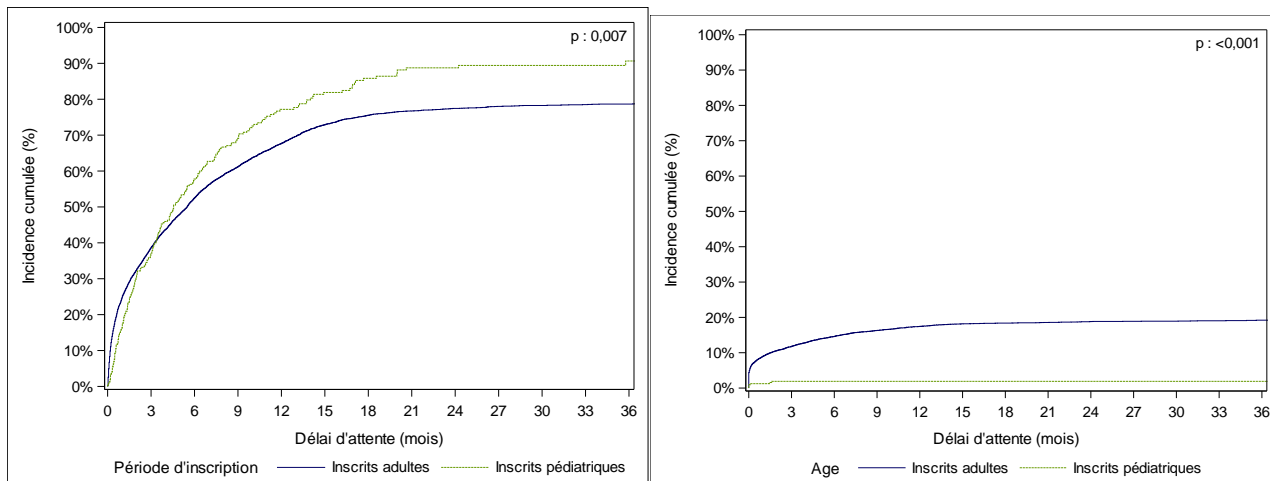 p : 0,007
Incidence cumulée (%)
100%
90%
80%
70%
60%
50%
40%
30%
20%
10%
0%
0 3 6 9 12 15 18 21 24 27 30 33 36
Délai d'attente (mois)
Période d'inscription Inscrits adultes Inscrits pédiatriques
p : <0,001
Incidence cumulée (%)
100%
90%
80%
70%
60%
50%
40%
30%
20%
10%
0%
0 3 6 9 12 15 18 21 24 27 30 33 36
Délai d'attente (mois)
Age Inscrits adultes Inscrits pédiatriques